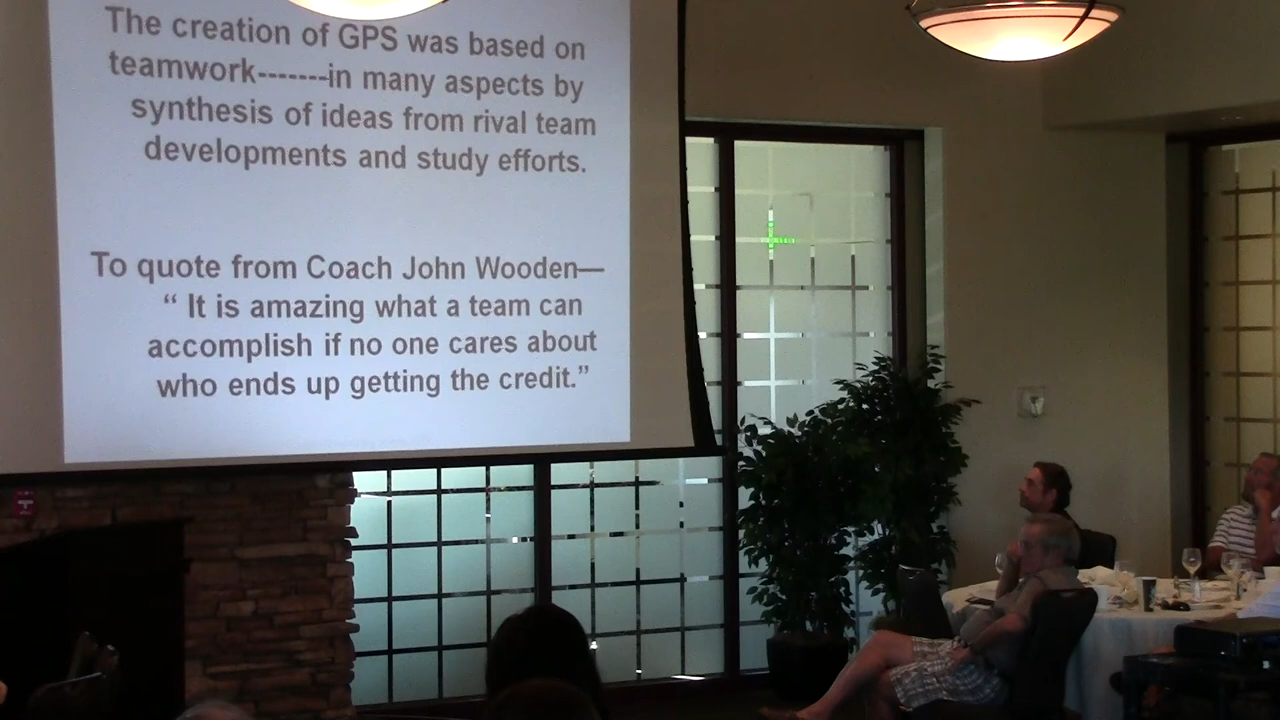 The creation of GPS was based on
teamwork-------in many aspects by
synthesis of ideas from rival team
developments and study efforts.
To quote from Coach John Wooden—
“ It is amazing what a team can
accomplish if no one cares about
who ends up getting the credit.”